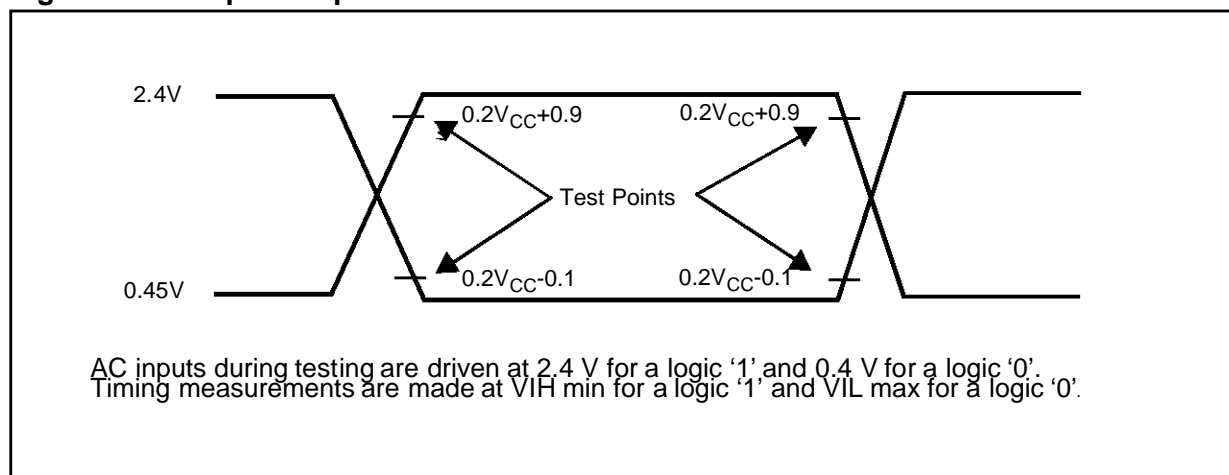 2.4V
0.2VCC+0.9 0.2VCC+0.9
Test Points
0.45V
0.2VCC-0.1 0.2VCC-0.1
AC inputs during testing are driven at 2.4 V for a logic ‘1’ and 0.4 V for a logic ‘0’.
Timing measurements are made at VIH min for a logic ‘1’ and VIL max for a logic ‘0’.